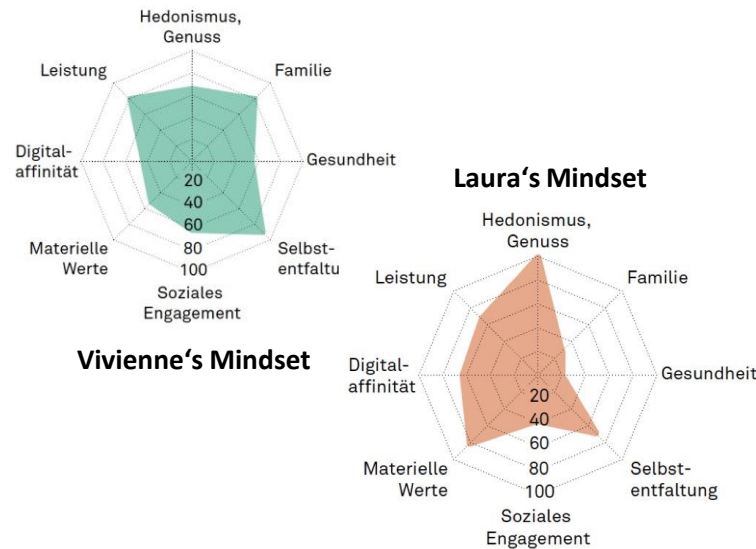 Hedonismus,
Genuss
Leistung
Familie
Digital-
affinität
Gesundheit
20
40
60
80
100
Materielle
Werte
Selbst-
entfaltu
Soziales
Engagement
Vivienne‘s Mindset
Laura‘s Mindset
Hedonismus,
Genuss
Leistung
Familie
Digital-
affinität
Gesundheit
20
40
60
80
100
Materielle
Werte
Selbst-
entfaltung
Soziales
Engagement